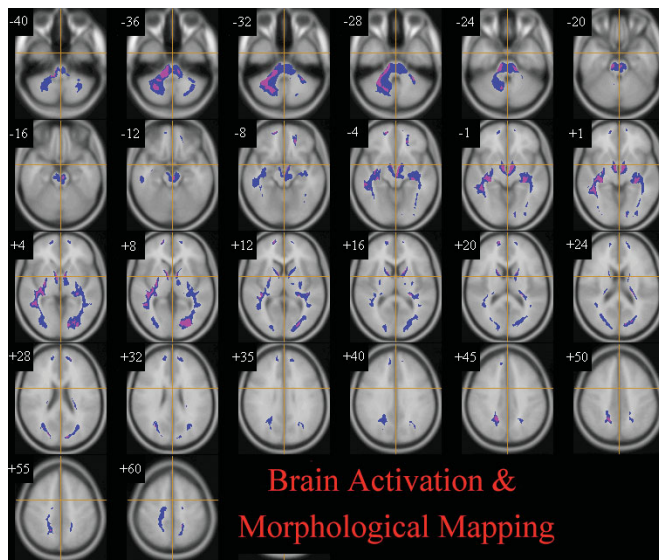 -40 -36 -32 -28 -24 -20
-16 -12 -8 -4 -1 +1
+4 +8 +12 +16 +20 +24
+28 +32 +35 +40 +45 +50
+55 +60
Brain Activation &
Morphological Mapping